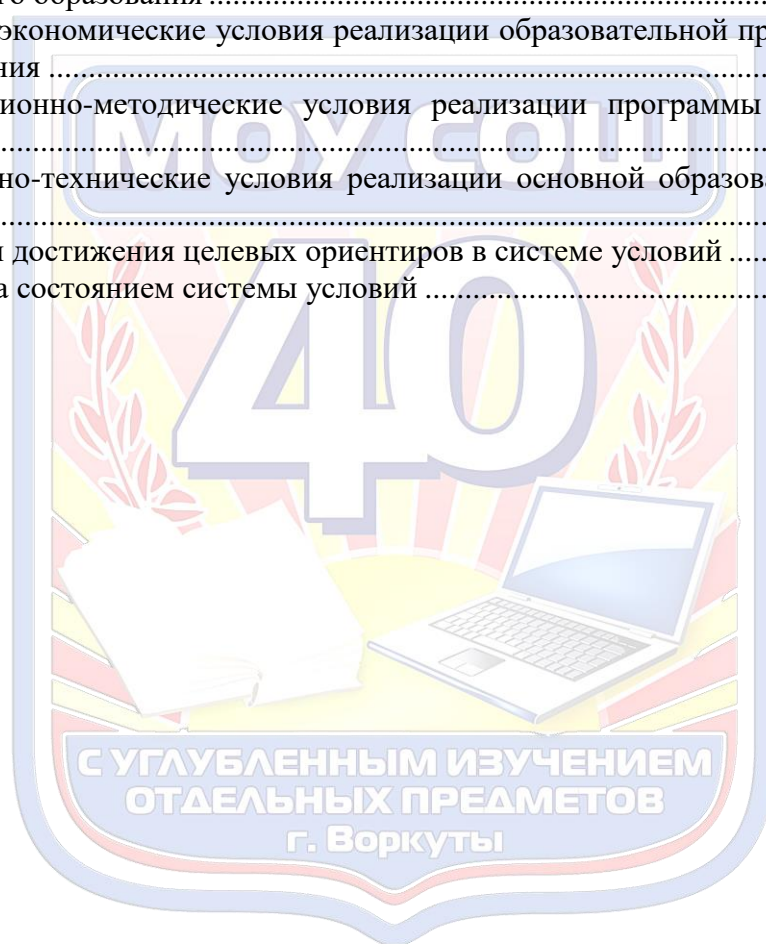 го образования ..........................................................................
экономические условия реализации образовательной пр
ния ..........................................................................................
ионно-методические условия реализации программы
................................................................................................
но-технические условия реализации основной образова
................................................................................................
и достижения целевых ориентиров в системе условий ......
а состоянием системы условий ............................................
МОУ СОШ
40
С УГЛУБЛЕННЫМ ИЗУЧЕНИЕМ
ОТДЕЛЬНЫХ ПРЕДМЕТОВ
г. Воркуты